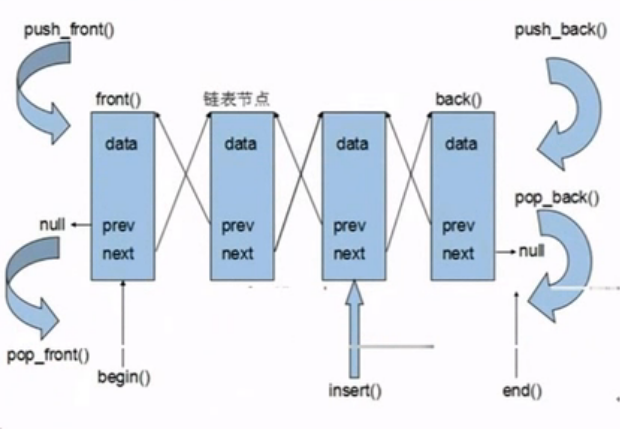 push_front()
push_back()
front()
链表节点
back()
data
data
data
data
pop_back()
null
prev
prev
prev
prev
next
next
next
next
null
pop_front()
begin()
insert()
end()